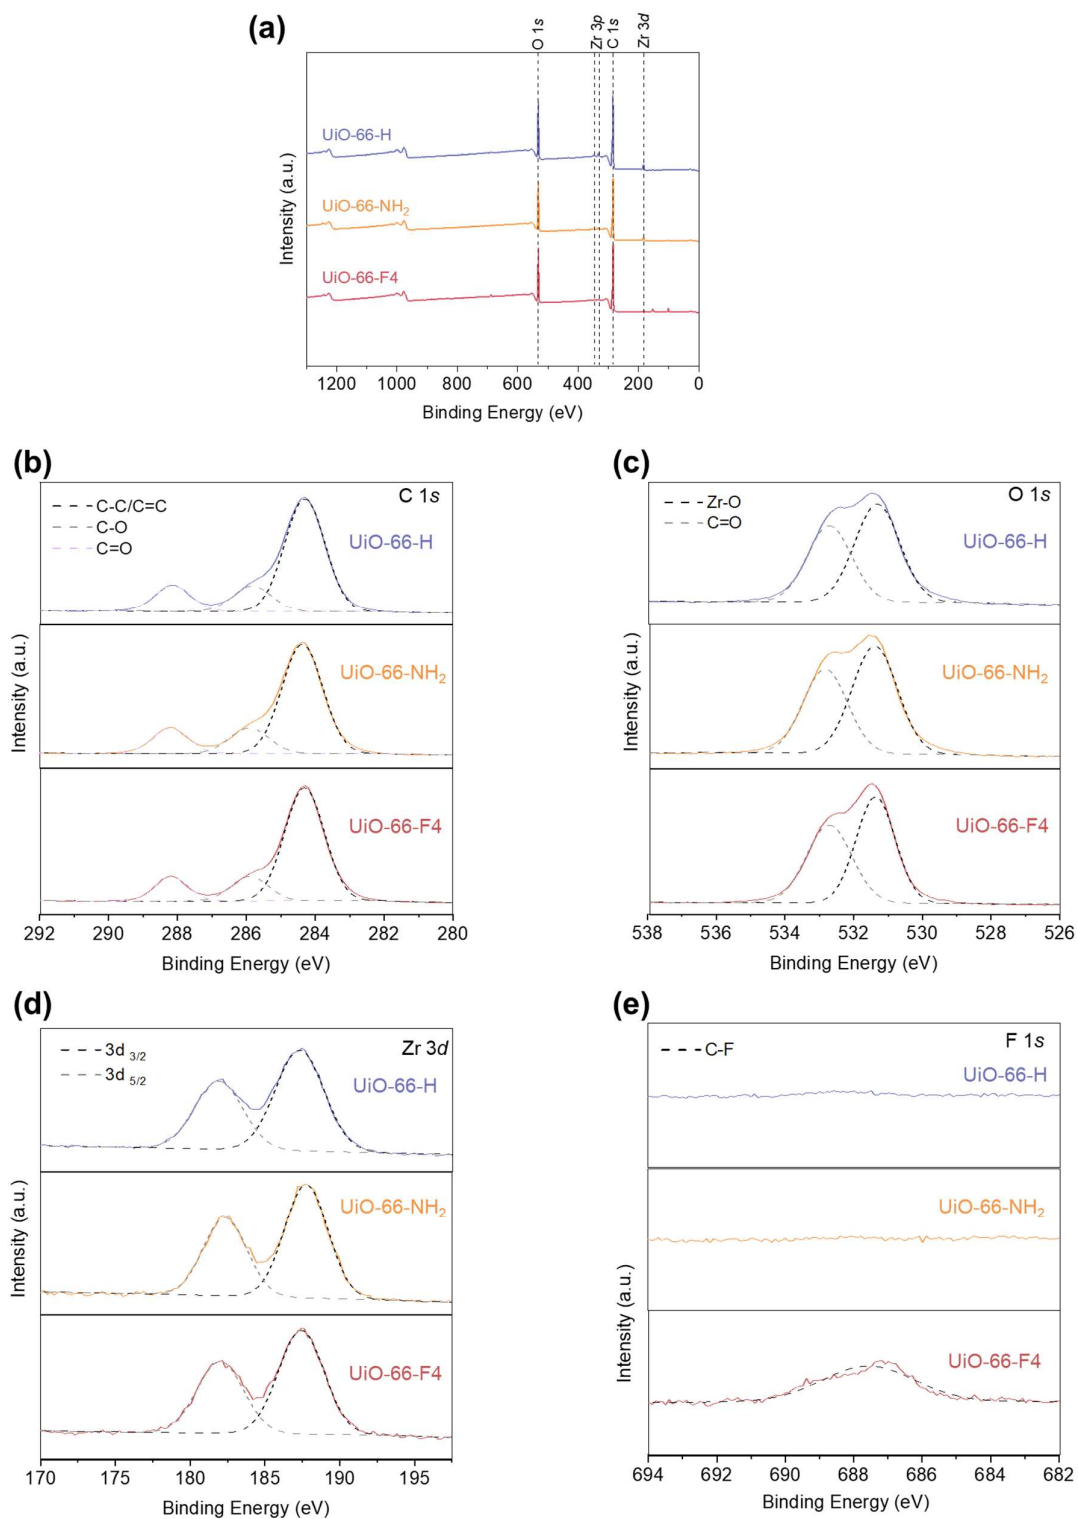 (a)
O 1s
Zr 3p
C 1s
Zr 3d
UiO-66-H
UiO-66-NH2
UiO-66-F4
Intensity (a.u.)
1200 1000 800 600 400 200 0
Binding Energy (eV)
(b)
C-C/C=C
C-O
C=O
C 1s
UiO-66-H
UiO-66-NH2
UiO-66-F4
Intensity (a.u.)
292 290 288 286 284 282 280
Binding Energy (eV)
(c)
Zr-O
C=O
O 1s
UiO-66-H
UiO-66-NH2
UiO-66-F4
Intensity (a.u.)
538 536 534 532 530 528 526
Binding Energy (eV)
(d)
3d 3/2
3d 5/2
Zr 3d
UiO-66-H
UiO-66-NH2
UiO-66-F4
Intensity (a.u.)
170 175 180 185 190 195
Binding Energy (eV)
(e)
C-F
F 1s
UiO-66-H
UiO-66-NH2
UiO-66-F4
Intensity (a.u.)
694 692 690 688 686 684 682
Binding Energy (eV)